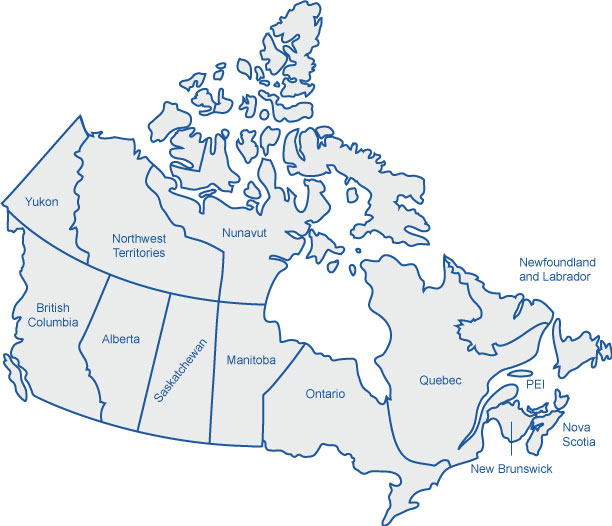 Yukon
Northwest
Territories
Nunavut
Newfoundland
and Labrador
British
Columbia
Alberta
Saskatchewan
Manitoba
Ontario
Quebec
PEI
Nova
Scotia
New Brunswick